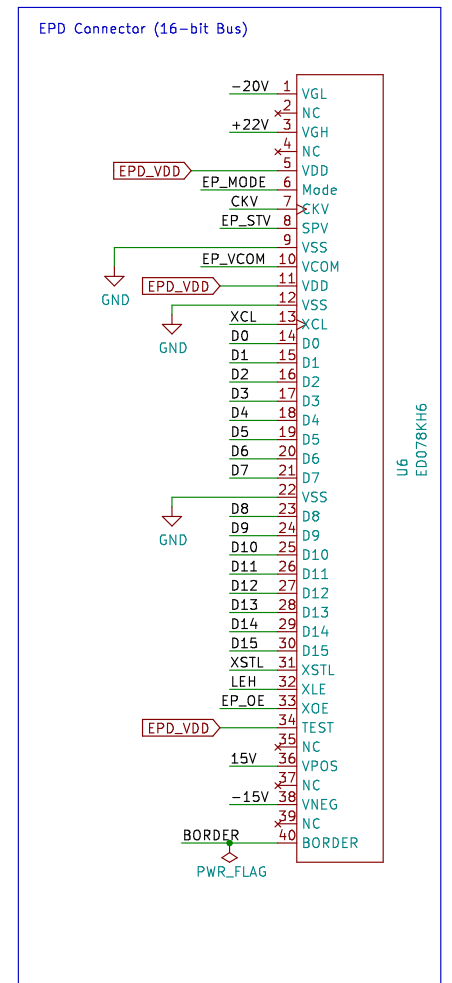 EPD Connector (16-bit Bus)
-20V 1 VGL
2 NC
+22V 3 VGH
4 NC
EPD_VDD 5 VDD
EP_MODE 6 Mode
CKV 7 CKV
EP_STV 8 SPV
9 VSS
EP_VCOM 10 VCOM
GND
EPD_VDD 11 VDD
12 VSS
XCL 13 XCL
GND
D0 14 D0
D1 15 D1
D2 16 D2
D3 17 D3
D4 18 D4
D5 19 D5
D6 20 D6
D7 21 D7
22 VSS
U6
ED078KH6
D8 23 D8
D9 24 D9
GND
D10 25 D10
D11 26 D11
D12 27 D12
D13 28 D13
D14 29 D14
D15 30 D15
XSTL 31 XSTL
LEH 32 XLE
EP_OE 33 XOE
EPD_VDD 34 TEST
35 NC
15V 36 VPOS
37 NC
-15V 38 VNEG
39 NC
BORDER 40 BORDER
PWR_FLAG